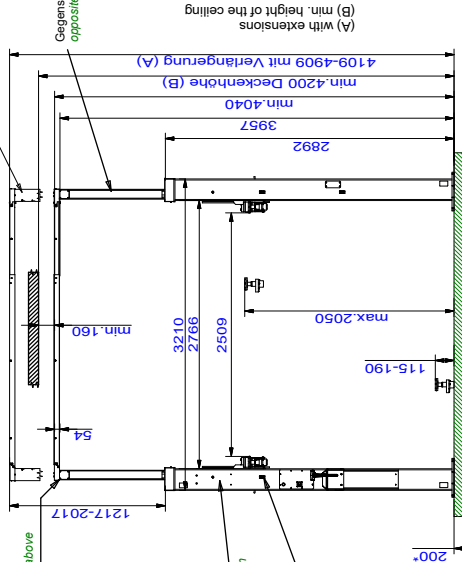 Gegens
opposite
(A) with extensions
(B) min. height of the ceiling
4109-4909 mit Verlängerung (A)
min.4200 Deckenhöhe (B)
min.4040
3957
2892
min.160
54
3210
2766
2509
max.2050
115-190
1217-2017
above
n
200*